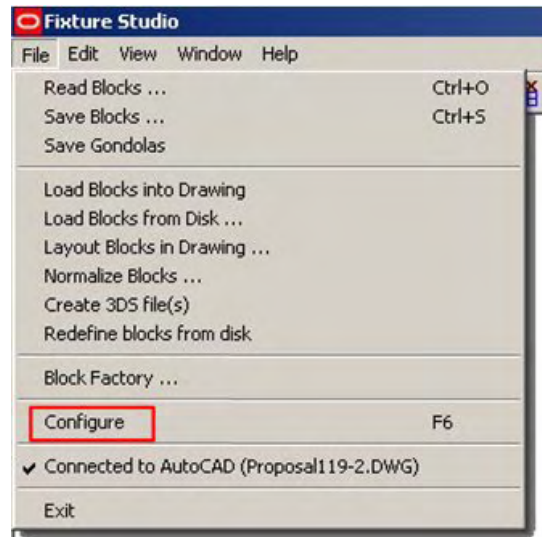 Fixture Studio
File Edit View Window Help
Read Blocks ... Ctrl+O
Save Blocks ... Ctrl+S
Save Gondolas
Load Blocks into Drawing
Load Blocks from Disk ...
Layout Blocks in Drawing ...
Normalize Blocks ...
Create 3DS file(s)
Redefine blocks from disk
Block Factory ...
Configure F6
Connected to AutoCAD (Proposal119-2.DWG)
Exit